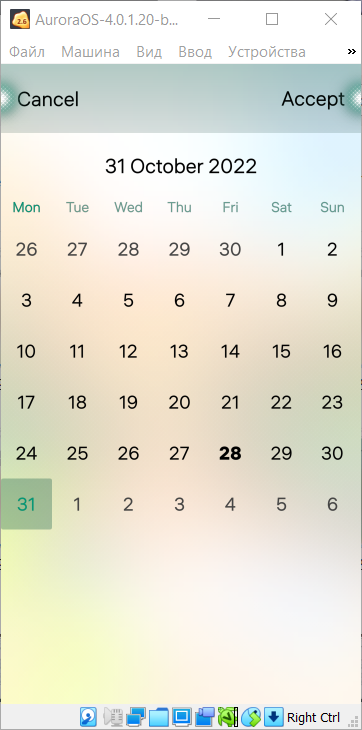 AuroraOS-4.0.1.20-b...
Файл Машина Вид Ввод Устройства »
Cancel Accept
31 October 2022
Mon Tue Wed Thu Fri Sat Sun
26 27 28 29 30 1 2
3 4 5 6 7 8 9
10 11 12 13 14 15 16
17 18 19 20 21 22 23
24 25 26 27 28 29 30
31 1 2 3 4 5 6
Right Ctrl